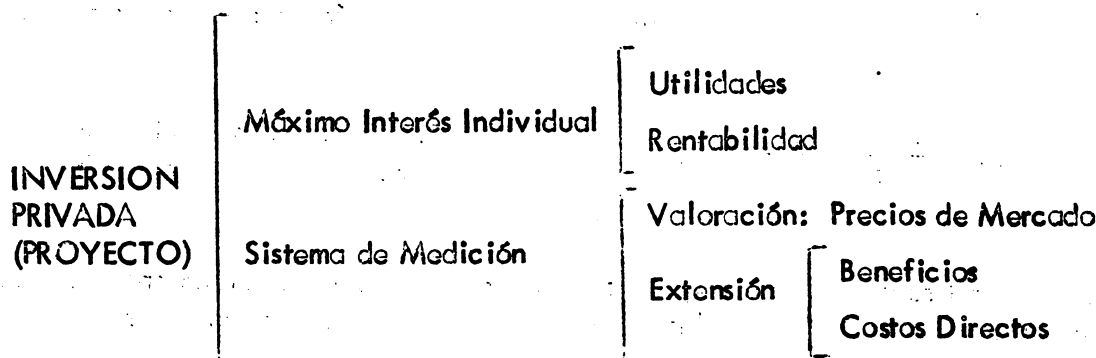 INVERSION
PRIVADA
(PROYECTO)
Máximo Interés Individual
Utilidades
Rentabilidad
Sistema de Medición
Valoración: Precios de Mercado
Extensión
Beneficios
Costos Directos